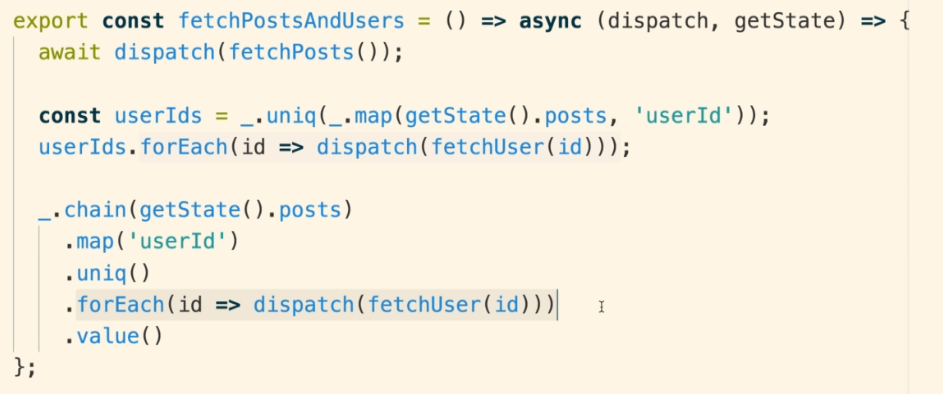 export const fetchPostsAndUsers = () => async (dispatch, getState) => {
await dispatch(fetchPosts());
const userIds = _.uniq(_.map(getState().posts, 'userId'));
userIds.forEach(id => dispatch(fetchUser(id)));
_.chain(getState().posts)
.map('userId')
.uniq()
.forEach(id => dispatch(fetchUser(id)))
.value()
};